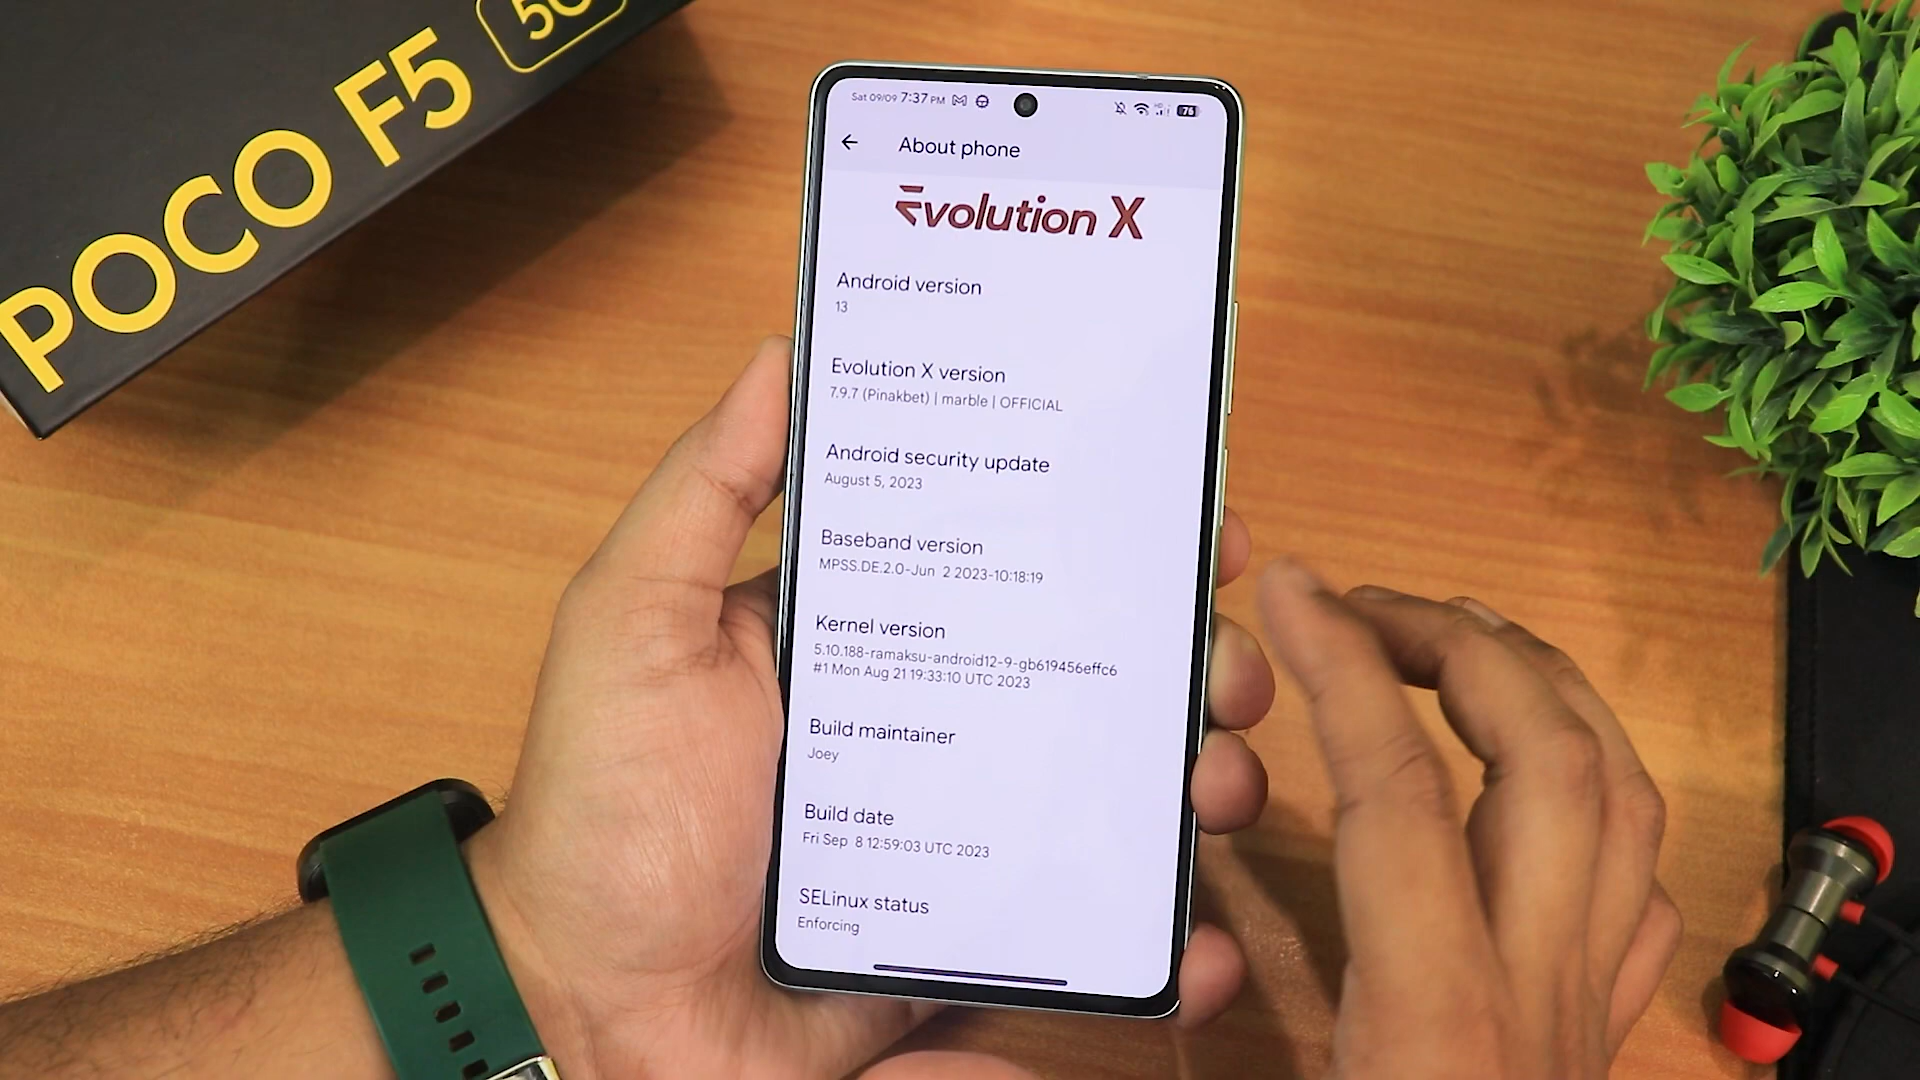 POCO F5
5G
Sat 09/09 7:37 PM
76
About phone
Evolution X
Android version
13
Evolution X version
7.9.7 (Pinakbet) | marble | OFFICIAL
Android security update
August 5, 2023
Baseband version
MPSS.DE.2.0-Jun 2 2023-10:18:19
Kernel version
5.10.188-ramaksu-android12-9-gb619456effc6
#1 Mon Aug 21 19:33:10 UTC 2023
Build maintainer
Joey
Build date
Fri Sep 8 12:59:03 UTC 2023
SELinux status
Enforcing